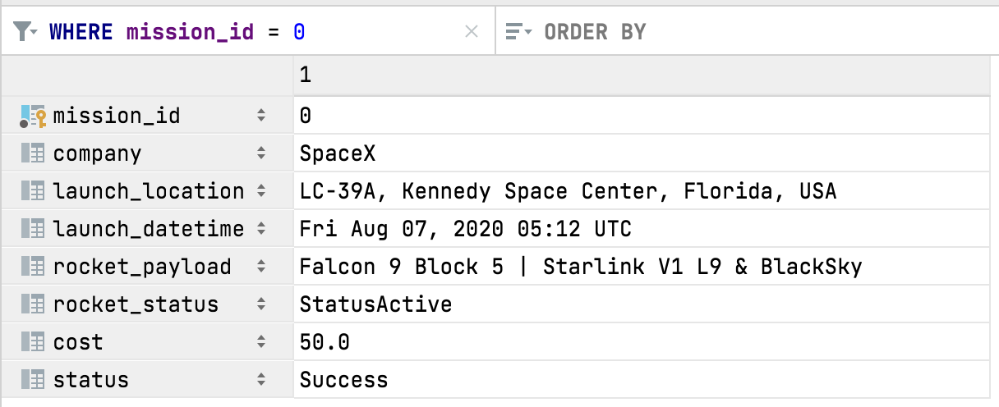 WHERE mission_id = 0 ORDER BY
1
mission_id 0
company SpaceX
launch_location LC-39A, Kennedy Space Center, Florida, USA
launch_datetime Fri Aug 07, 2020 05:12 UTC
rocket_payload Falcon 9 Block 5 | Starlink V1 L9 & BlackSky
rocket_status StatusActive
cost 50.0
status Success